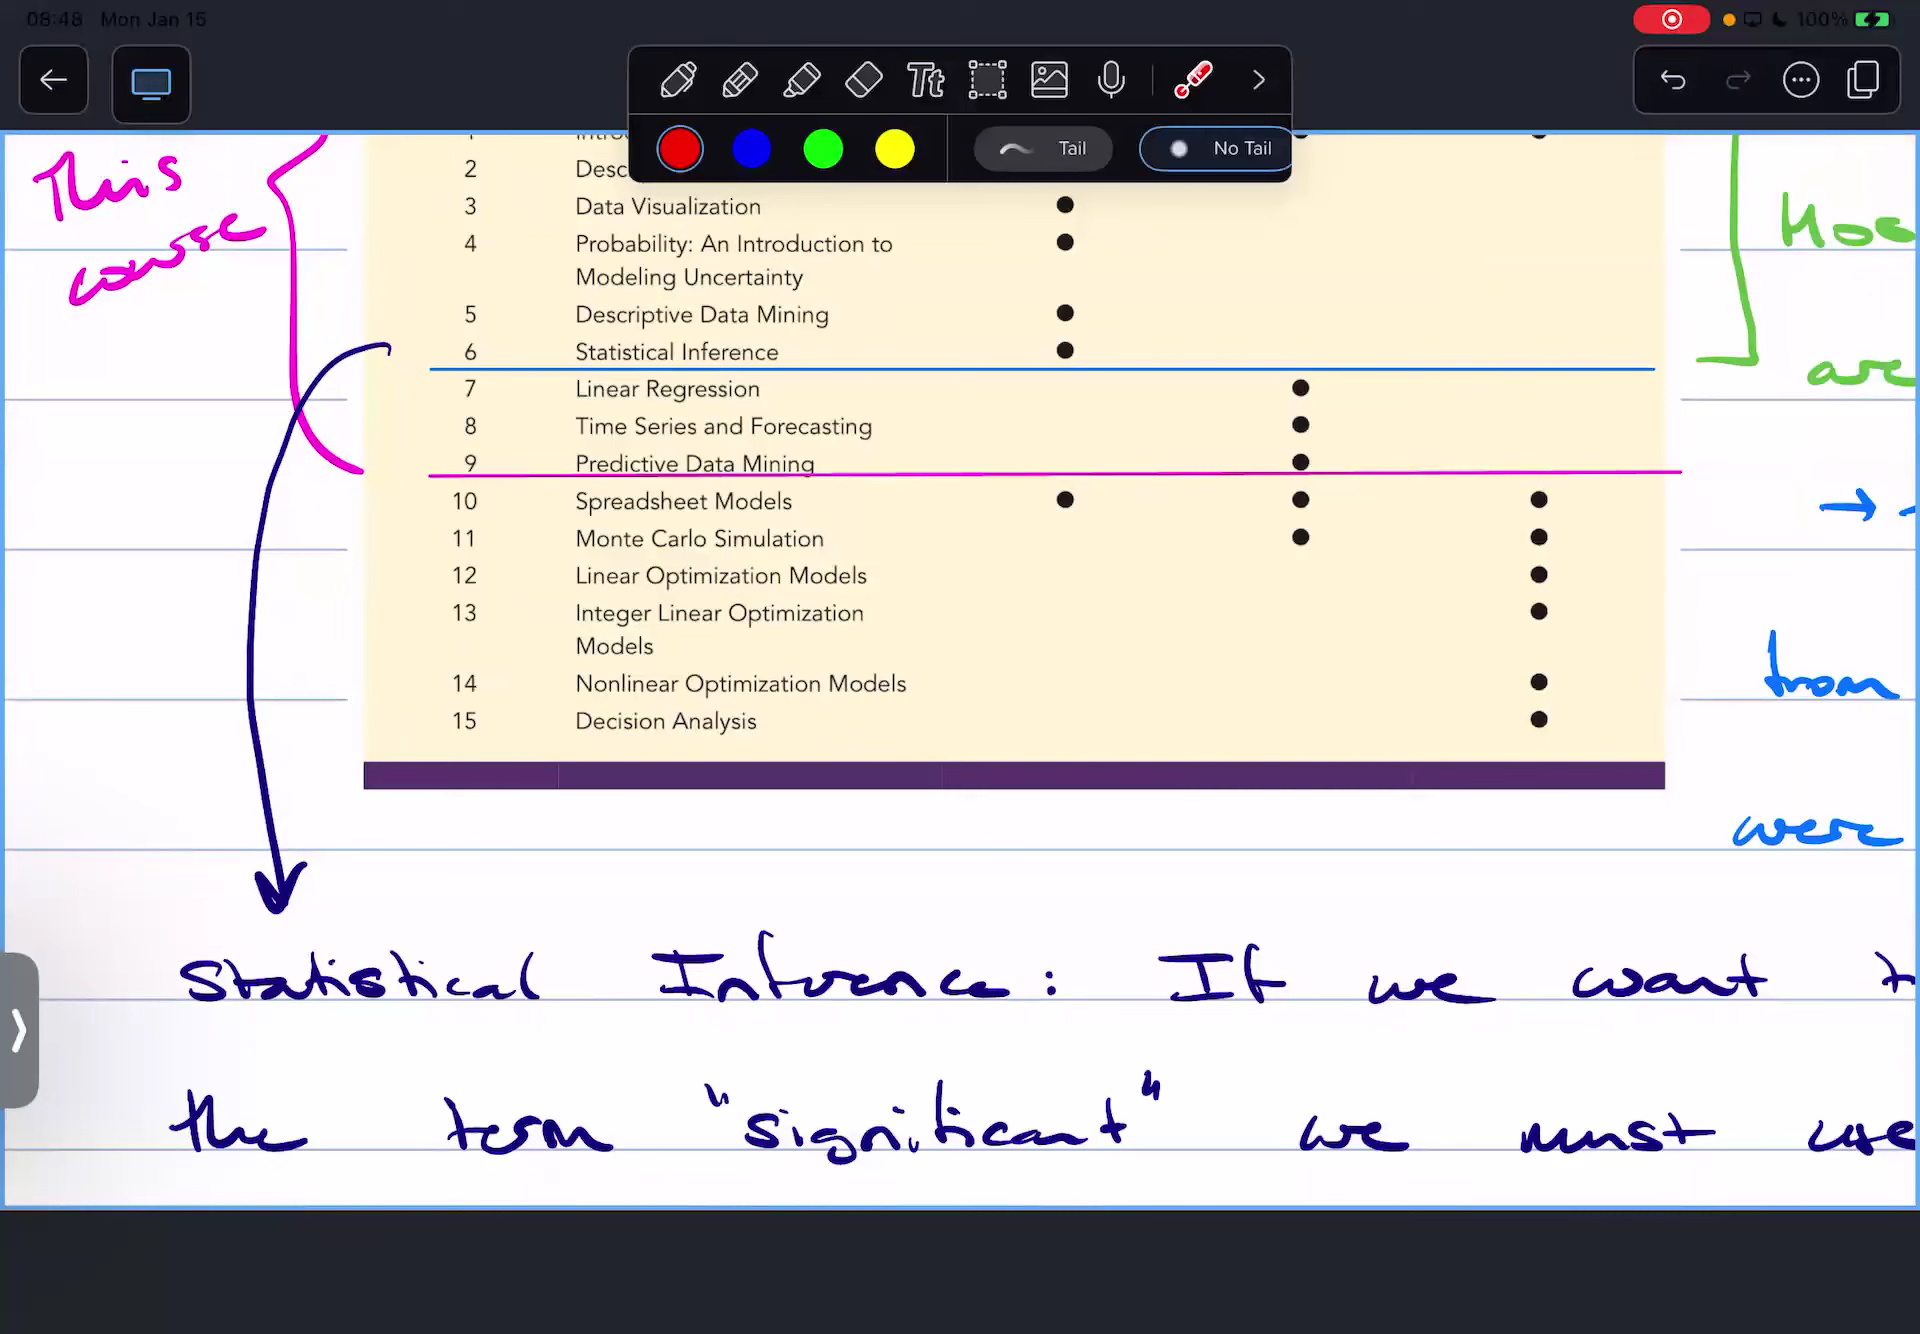 08:48 Mon Jan 15
100%
Tt
Tail
No Tail
This
course
2 Desc
3 Data Visualization
4 Probability: An Introduction to
Modeling Uncertainty
5 Descriptive Data Mining
6 Statistical Inference
7 Linear Regression
8 Time Series and Forecasting
9 Predictive Data Mining
10 Spreadsheet Models
11 Monte Carlo Simulation
12 Linear Optimization Models
13 Integer Linear Optimization
Models
14 Nonlinear Optimization Models
15 Decision Analysis
are
→
from
were
Statistical Inference: If we want
the term "significant" we must use